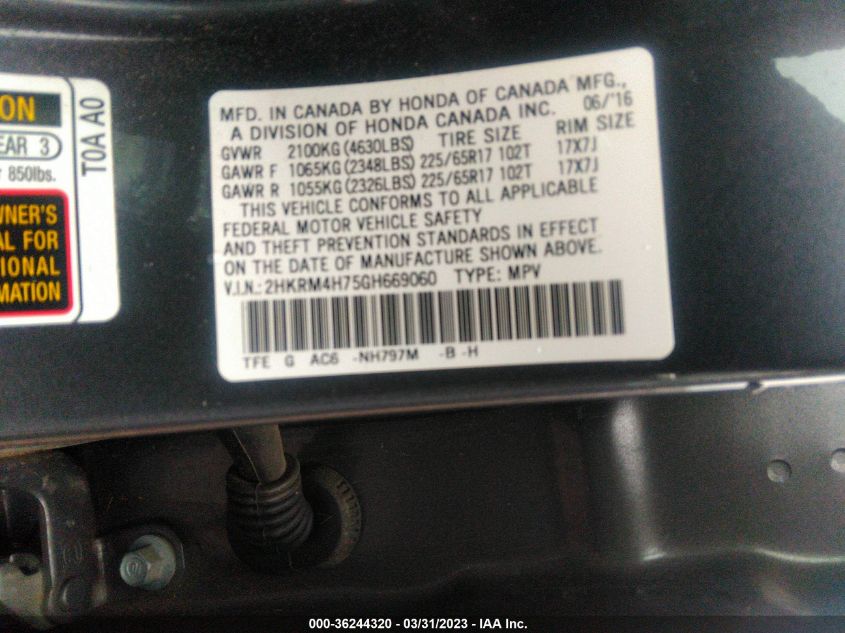 ON
EAR 3
r 850lbs.
WNER'S
AL FOR
TIONAL
MATION
TOA A0
MFD. IN CANADA BY HONDA OF CANADA MFG.,
A DIVISION OF HONDA CANADA INC. 06/'16
GVWR 2100KG (4630LBS) TIRE SIZE RIM SIZE
GAWR F 1065KG (2348LBS) 225/65R17 102T 17X7J
GAWR R 1055KG (2326LBS) 225/65R17 102T 17X7J
THIS VEHICLE CONFORMS TO ALL APPLICABLE
FEDERAL MOTOR VEHICLE SAFETY
AND THEFT PREVENTION STANDARDS IN EFFECT
ON THE DATE OF MANUFACTURE SHOWN ABOVE.
V.I.N.: 2HKRM4H75GH669060 TYPE: MPV
TFE G AC6 -NH797M -B -H
000-36244320 - 03/31/2023 - IAA Inc.